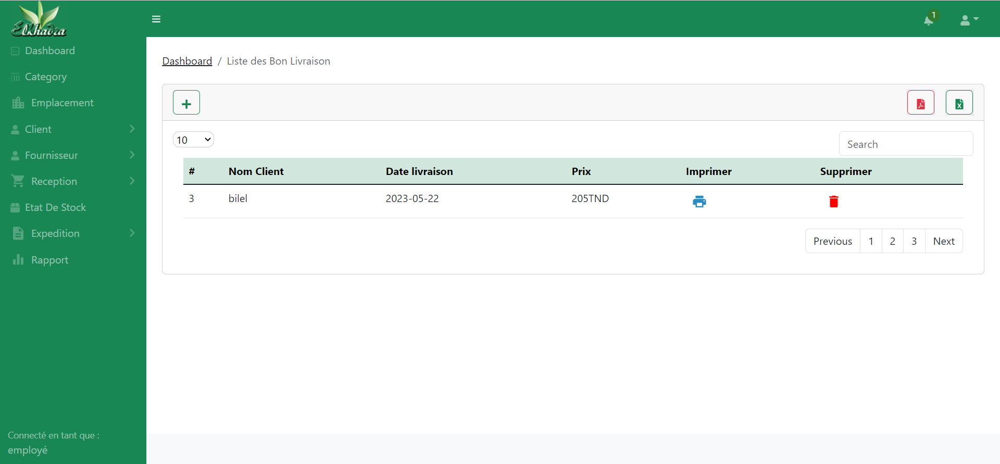 Elkhadra
1
Dashboard
Category
Emplacement
Client
Fournisseur
Reception
Etat De Stock
Expedition
Rapport
Connecté en tant que :
employé
Dashboard / Liste des Bon Livraison
10
Search
# Nom Client Date livraison Prix Imprimer Supprimer
3 bilel 2023-05-22 205TND
Previous 1 2 3 Next